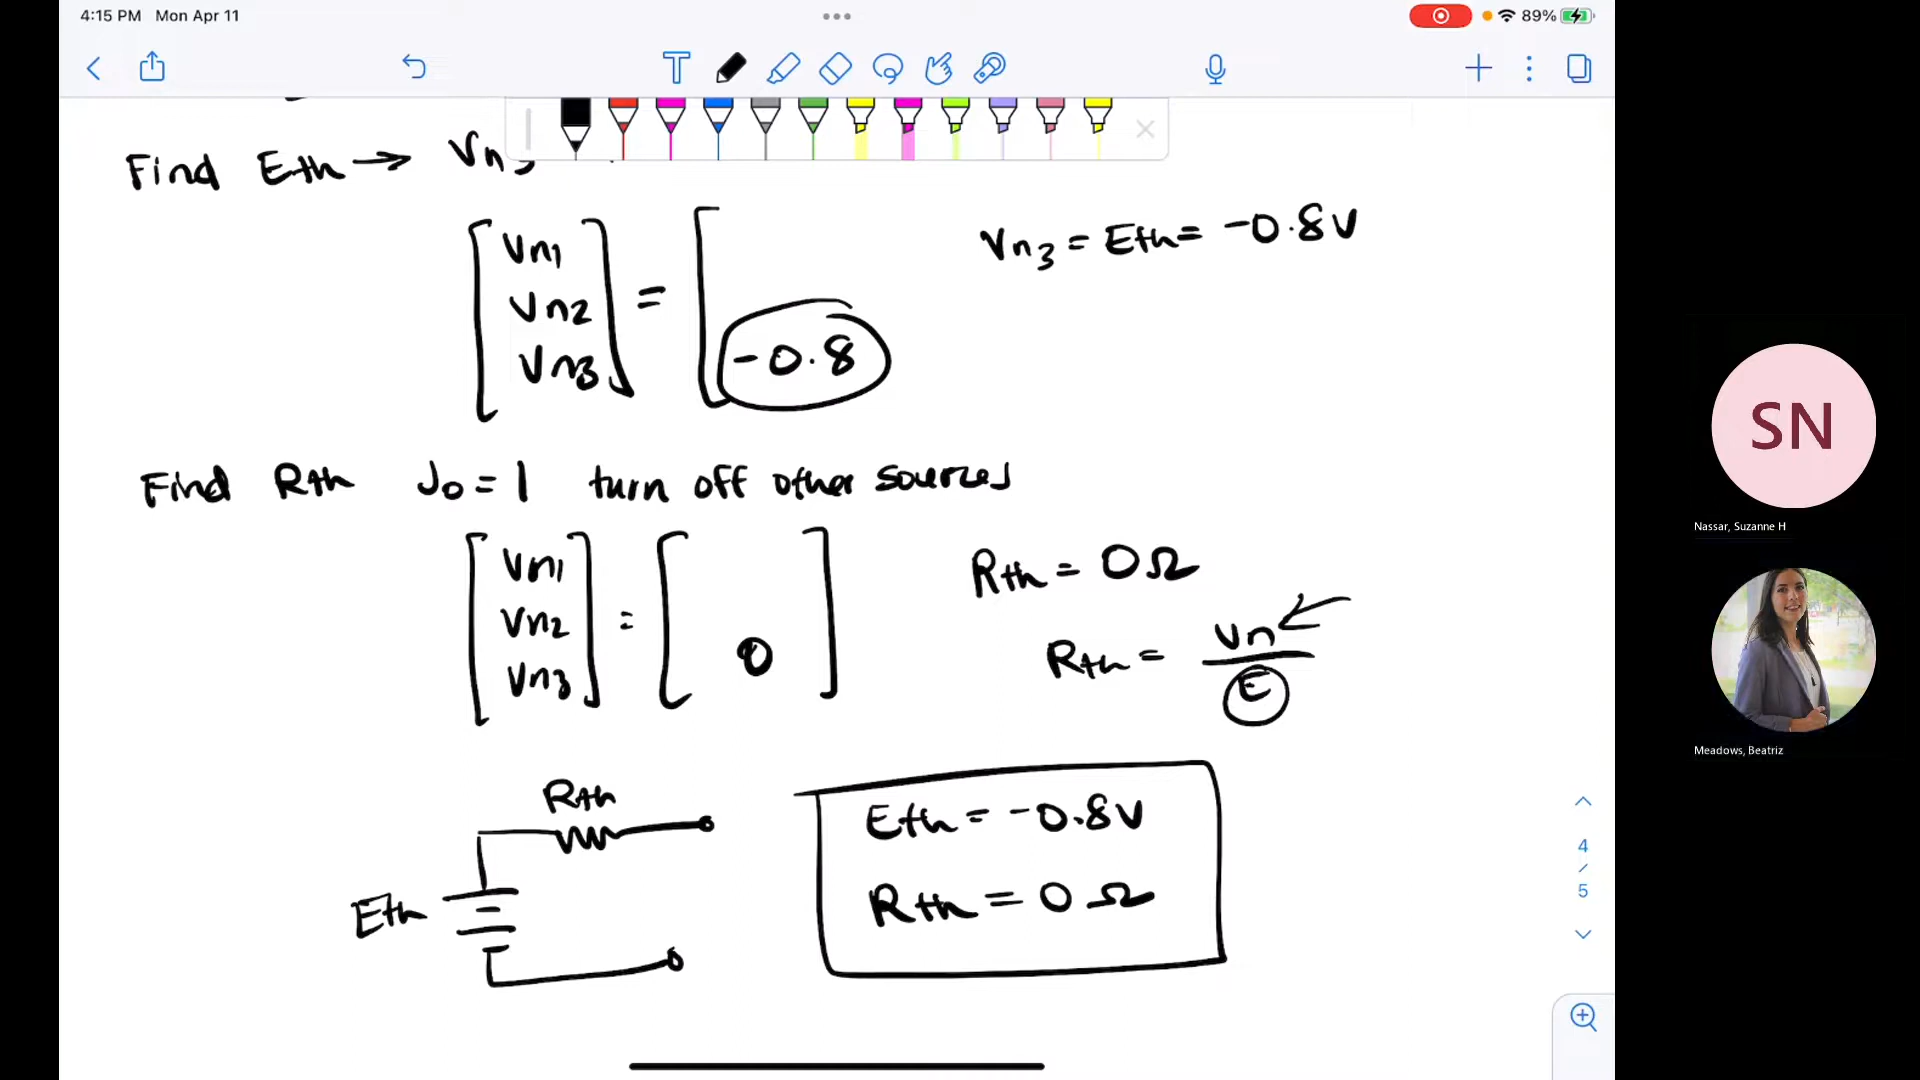 4:15 PM Mon Apr 11
89%
Find Eth → Vn3
[Vn1 Vn2 Vn3] = [ -0.8
Vn3 = Eth = -0.8V
Find Rth J0 = 1 turn off other sources
[Vn1 Vn2 Vn3] = [ 0 ]
Rth = 0Ω
Rth = Vn / E
Rth
Eth
Eth = -0.8V
Rth = 0 Ω
4 / 5
SN
Nassar, Suzanne H
Meadows, Beatriz